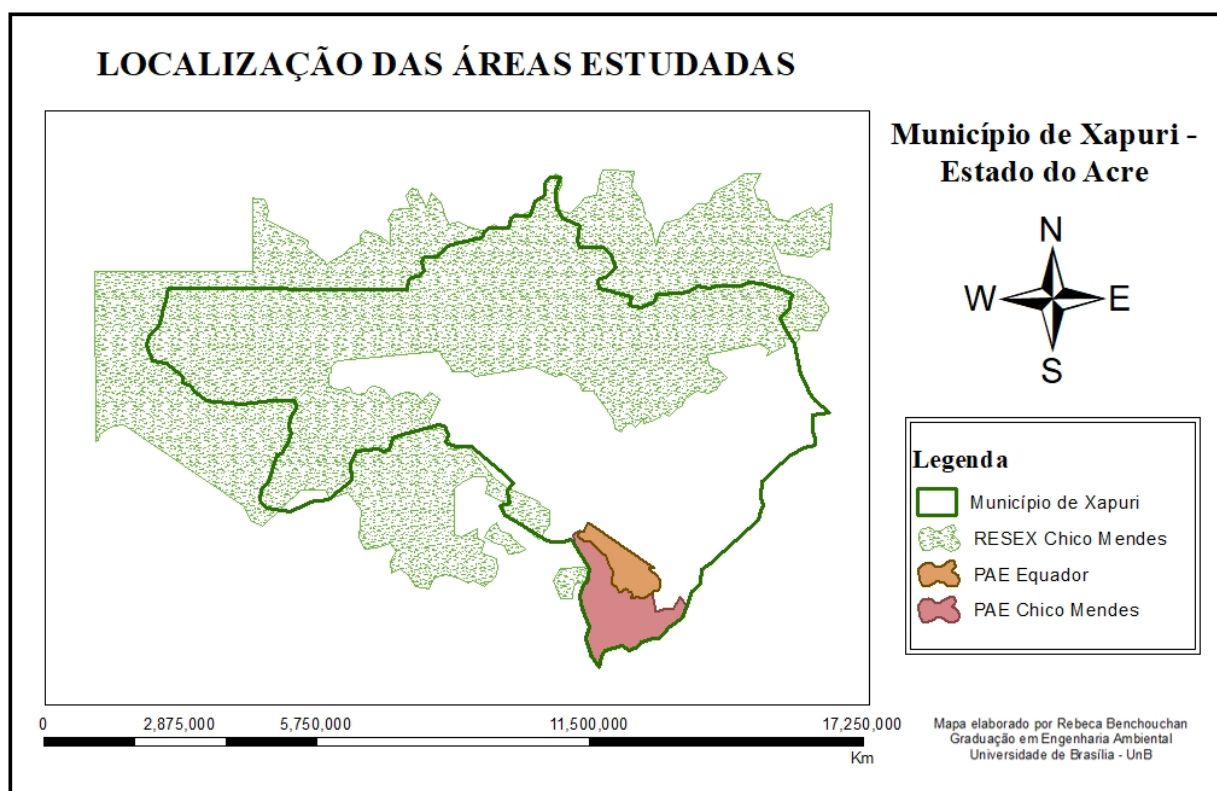 LOCALIZAÇÃO DAS ÁREAS ESTUDADAS
Município de Xapuri -
Estado do Acre
N
W E
S
Legenda
Município de Xapuri
RESEX Chico Mendes
PAE Equador
PAE Chico Mendes
0 2,875,000 5,750,000 11,500,000 17,250,000
Km
Mapa elaborado por Rebeca Benchouchan
Graduação em Engenharia Ambiental
Universidade de Brasília - UnB